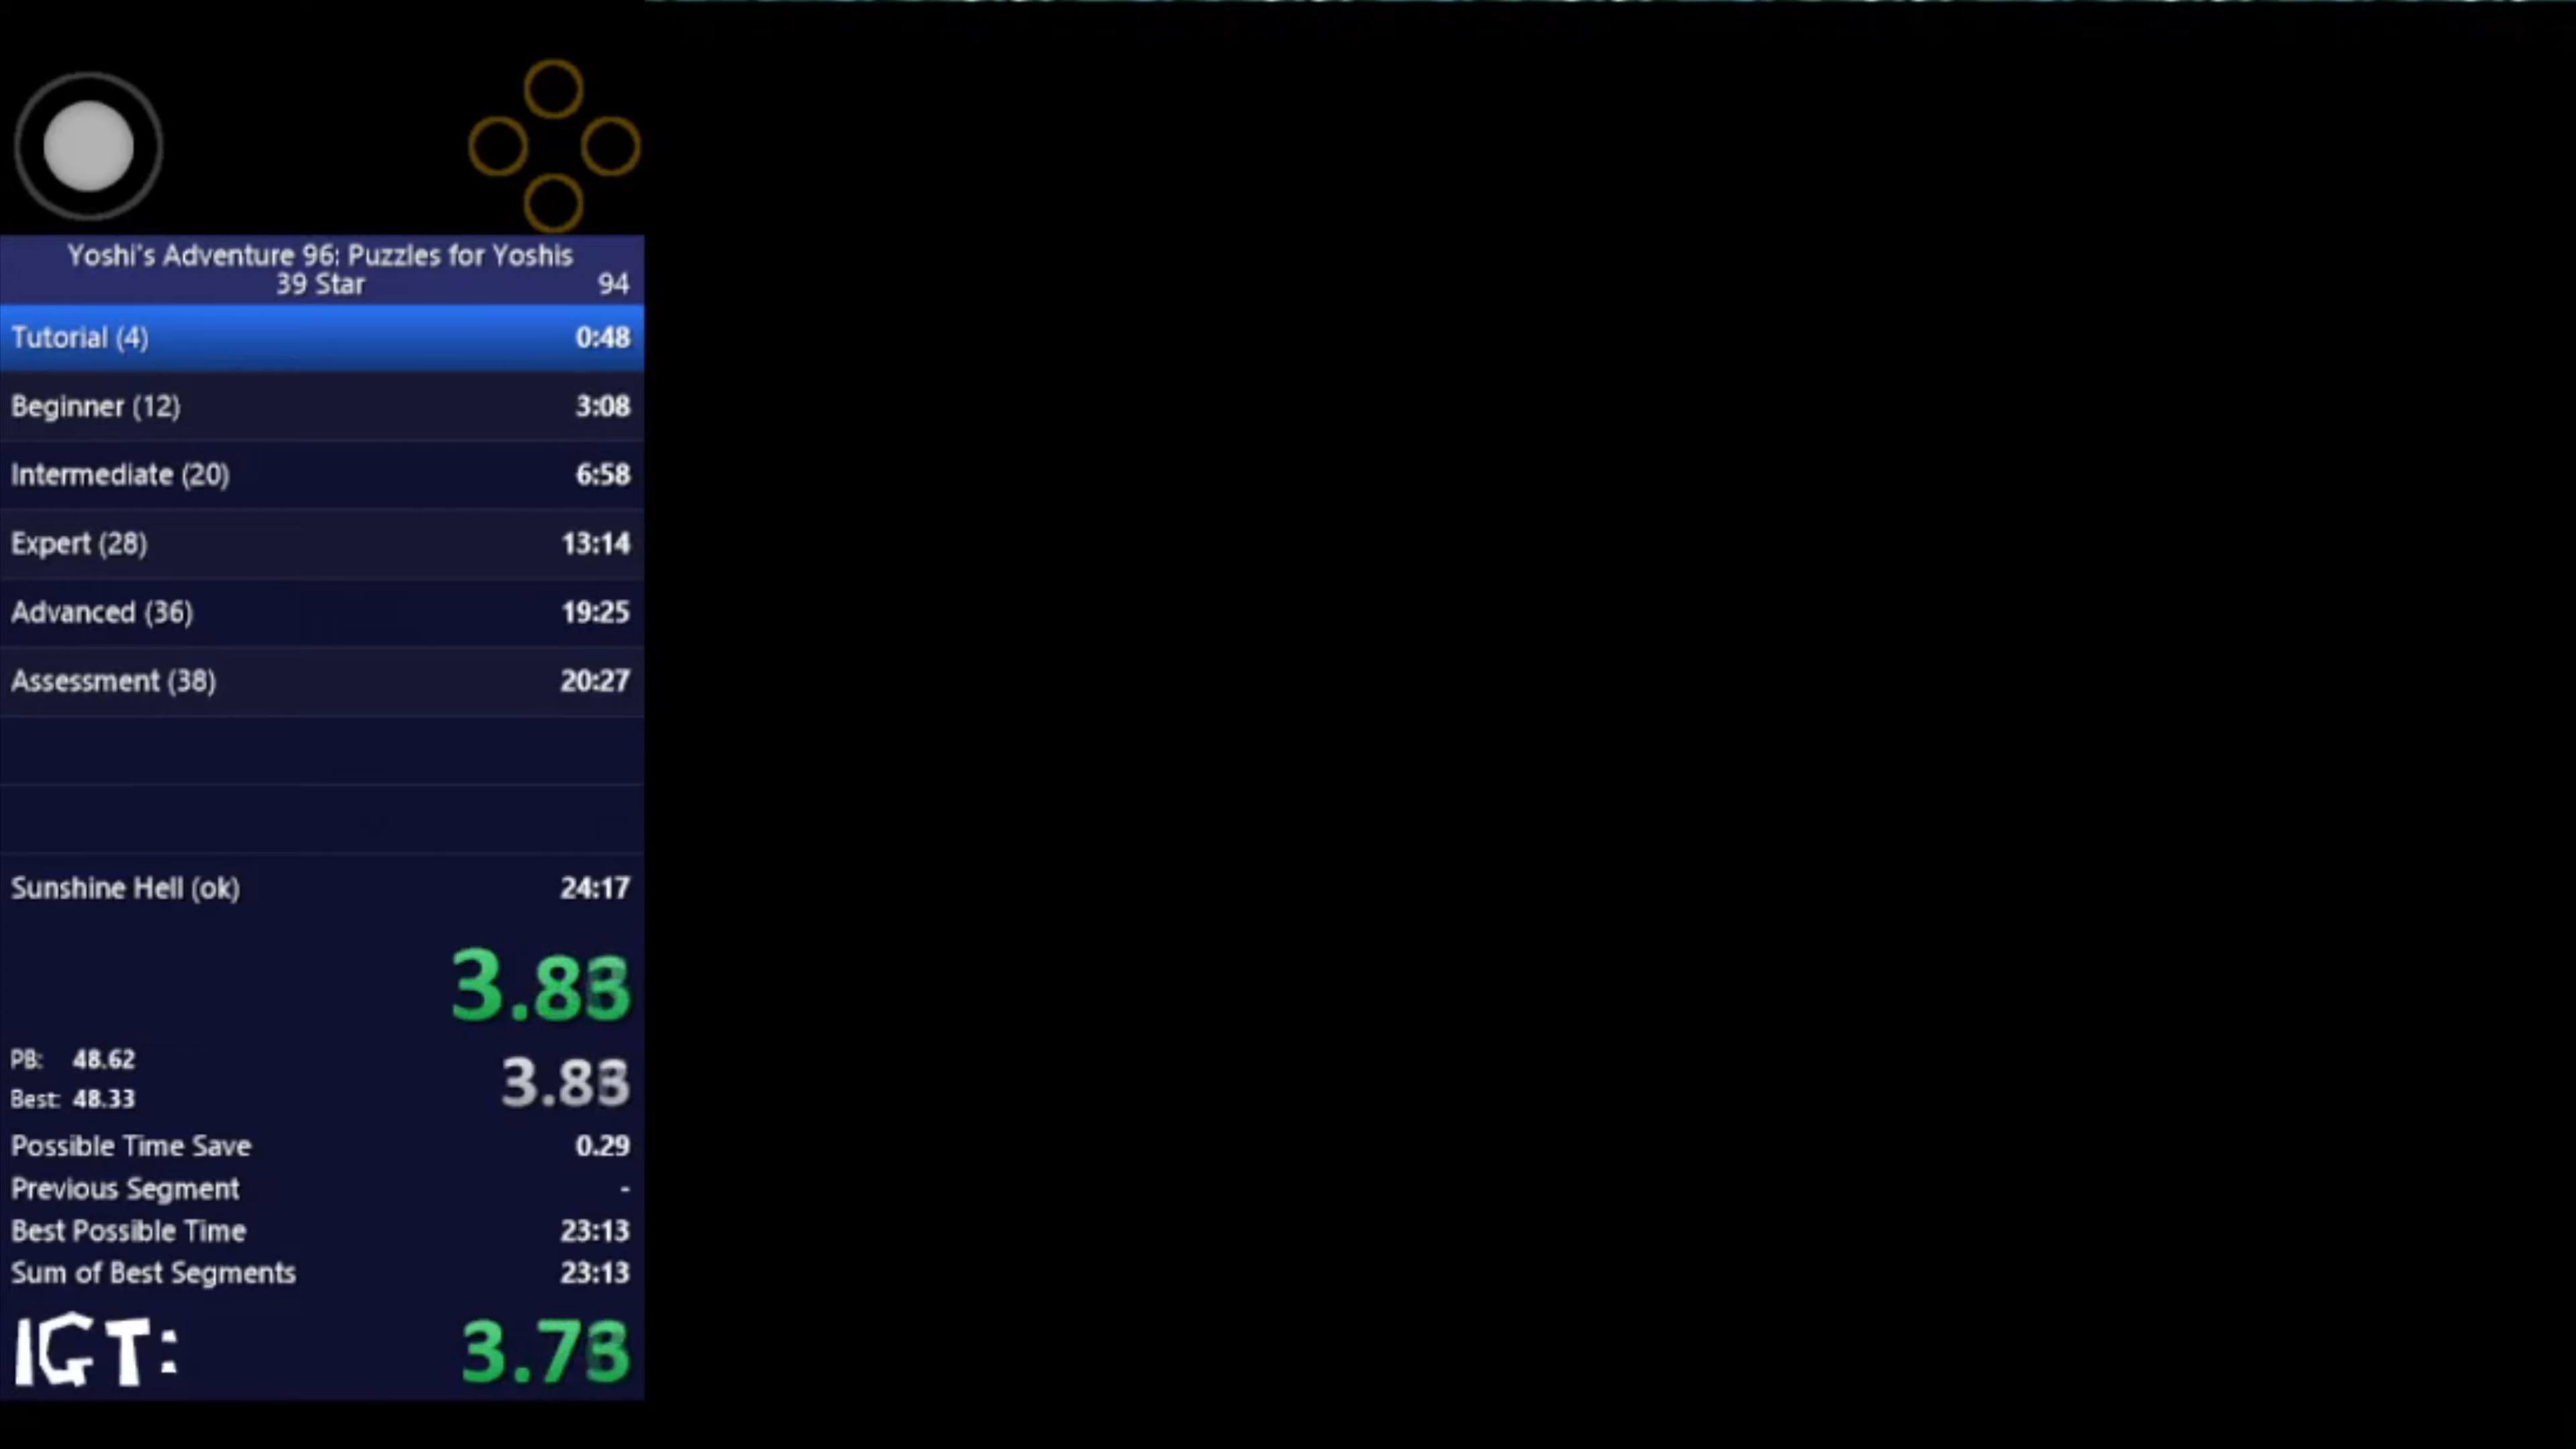 Yoshi's Adventure 96: Puzzles for Yoshis
39 Star 94
Tutorial (4) 0:48
Beginner (12) 3:08
Intermediate (20) 6:58
Expert (28) 13:14
Advanced (36) 19:25
Assessment (38) 20:27
Sunshine Hell (ok) 24:17
3.83
PB: 48.62
Best: 48.33
3.83
Possible Time Save 0.29
Previous Segment -
Best Possible Time 23:13
Sum of Best Segments 23:13
IGT: 3.73